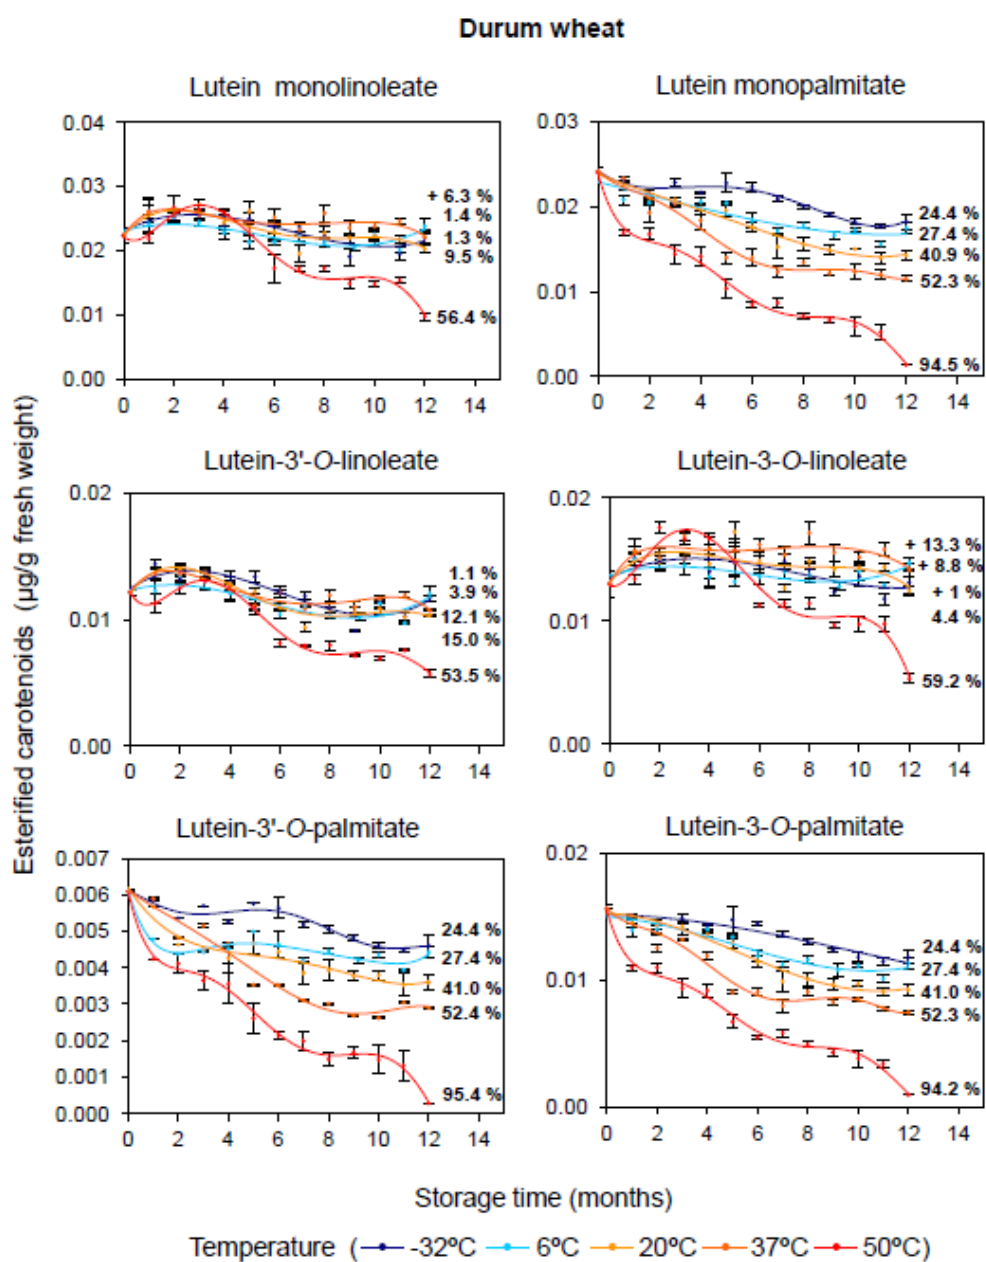 Durum wheat
Lutein monolinoleate
0.04
0.03
0.02
0.01
0.00
0 2 4 6 8 10 12 14
+ 6.3 %
1.4 %
1.3 %
9.5 %
56.4 %
Lutein monopalmitate
0.03
0.02
0.01
0.00
0 2 4 6 8 10 12 14
24.4 %
27.4 %
40.9 %
52.3 %
94.5 %
Lutein-3'-O-linoleate
0.02
0.01
0.00
0 2 4 6 8 10 12 14
1.1 %
3.9 %
12.1 %
15.0 %
53.5 %
Lutein-3-O-linoleate
0.02
0.01
0.00
0 2 4 6 8 10 12 14
+ 13.3 %
+ 8.8 %
+ 1 %
4.4 %
59.2 %
Lutein-3'-O-palmitate
0.007
0.006
0.005
0.004
0.003
0.002
0.001
0.000
0 2 4 6 8 10 12 14
24.4 %
27.4 %
41.0 %
52.4 %
95.4 %
Lutein-3-O-palmitate
0.02
0.01
0.00
0 2 4 6 8 10 12 14
24.4 %
27.4 %
41.0 %
52.3 %
94.2 %
Esterified carotenoids (µg/g fresh weight)
Storage time (months)
Temperature ( -32ºC 6ºC 20ºC 37ºC 50ºC)